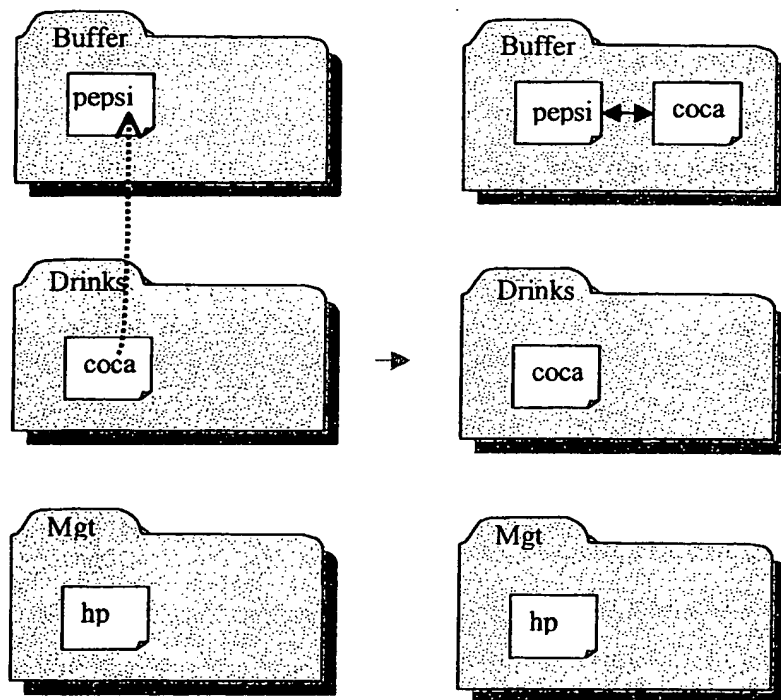 Buffer
pepsi
Drinks
coca
Mgt
hp
Buffer
pepsi
coca
Drinks
coca
Mgt
hp